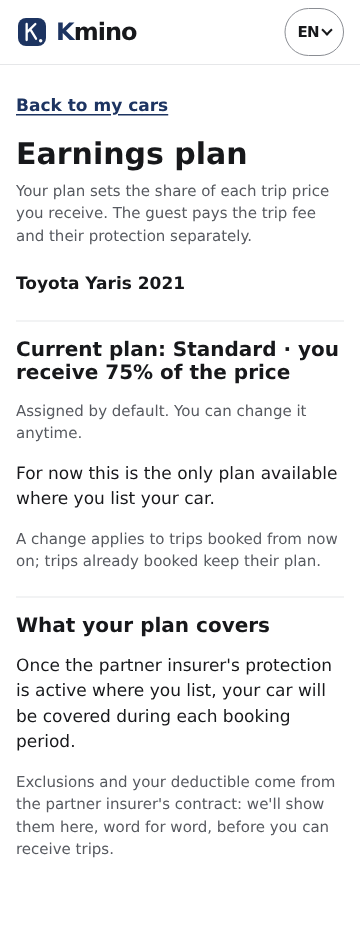 K. Kmino
EN
Back to my cars
Earnings plan
Your plan sets the share of each trip price
you receive. The guest pays the trip fee
and their protection separately.
Toyota Yaris 2021
Current plan: Standard · you
receive 75% of the price
Assigned by default. You can change it
anytime.
For now this is the only plan available
where you list your car.
A change applies to trips booked from now
on; trips already booked keep their plan.
What your plan covers
Once the partner insurer's protection
is active where you list, your car will
be covered during each booking
period.
Exclusions and your deductible come from
the partner insurer's contract: we'll show
them here, word for word, before you can
receive trips.